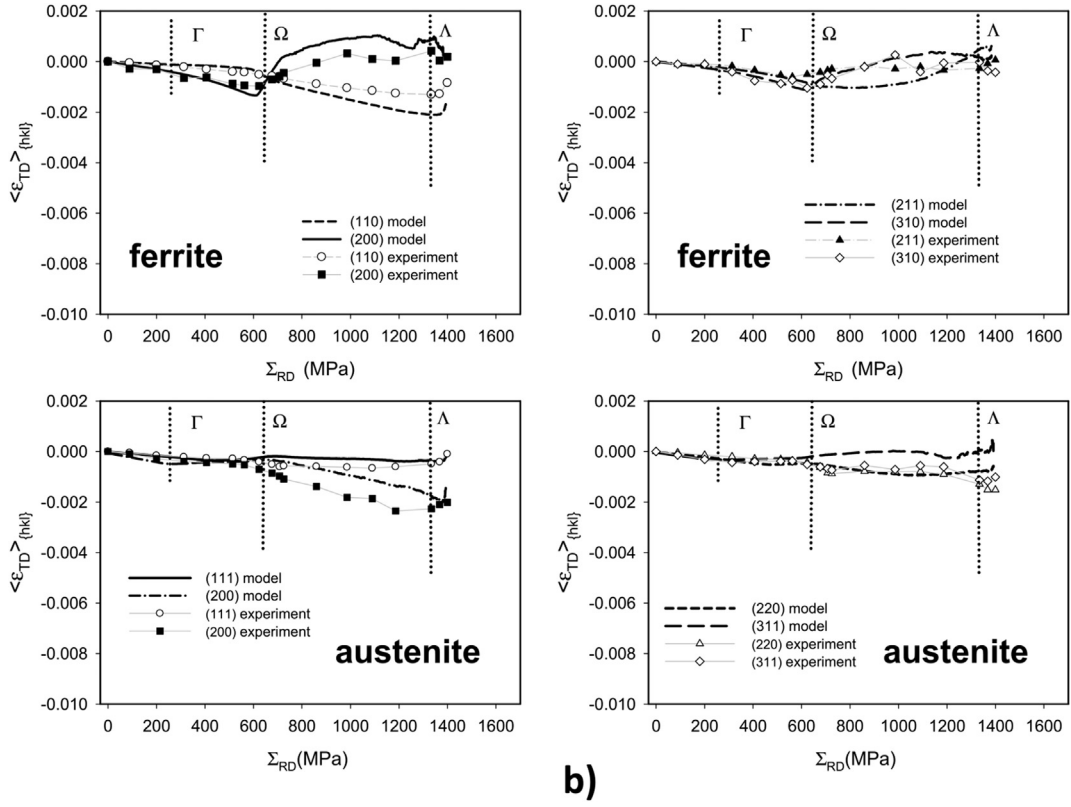 0.002
0.000
-0.002
-0.004
-0.006
-0.008
-0.010
<ε_TD>_{hkl}
Γ
Ω
Λ
(110) model
(200) model
(110) experiment
(200) experiment
ferrite
0 200 400 600 800 1000 1200 1400 1600
Σ_RD (MPa)
0.002
0.000
-0.002
-0.004
-0.006
-0.008
-0.010
<ε_TD>_{hkl}
Γ
Ω
Λ
(211) model
(310) model
(211) experiment
(310) experiment
ferrite
0 200 400 600 800 1000 1200 1400 1600
Σ_RD (MPa)
0.002
0.000
-0.002
-0.004
-0.006
-0.008
-0.010
<ε_TD>_{hkl}
Γ
Ω
Λ
(111) model
(200) model
(111) experiment
(200) experiment
austenite
0 200 400 600 800 1000 1200 1400 1600
Σ_RD(MPa)
0.002
0.000
-0.002
-0.004
-0.006
-0.008
-0.010
<ε_TD>_{hkl}
Γ
Ω
Λ
(220) model
(311) model
(220) experiment
(311) experiment
austenite
0 200 400 600 800 1000 1200 1400 1600
Σ_RD (MPa)
b)